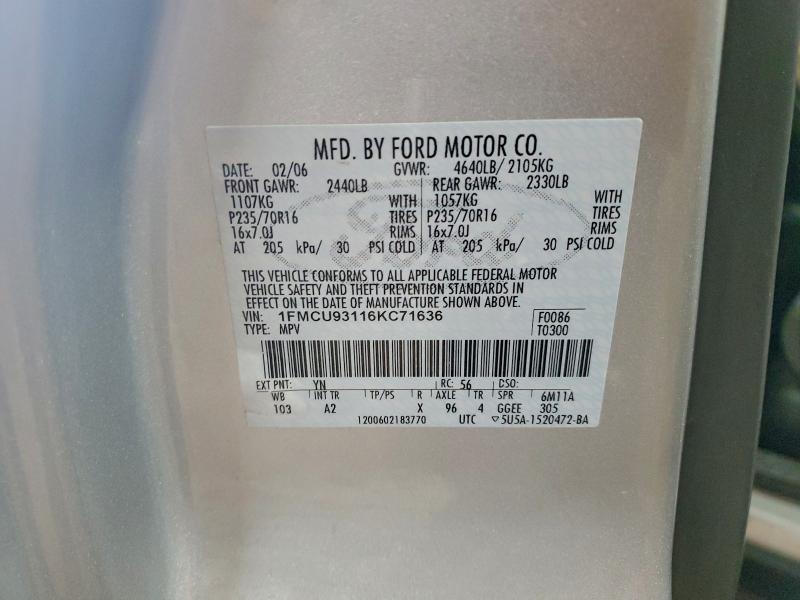 MFD. BY FORD MOTOR CO.
DATE: 02/06 GVWR: 4640LB/ 2105KG
FRONT GAWR: 2440LB REAR GAWR: 2330LB
1107KG WITH 1057KG WITH
P235/70R16 TIRES P235/70R16 TIRES
16x7.0J RIMS 16x7.0J RIMS
AT 205 kPa/ 30 PSI COLD AT 205 kPa/ 30 PSI COLD
Ford
THIS VEHICLE CONFORMS TO ALL APPLICABLE FEDERAL MOTOR
VEHICLE SAFETY AND THEFT PREVENTION STANDARDS IN
EFFECT ON THE DATE OF MANUFACTURE SHOWN ABOVE.
VIN: 1FMCU93116KC71636 F0086
TYPE: MPV T0300
EXT PNT: YN RC: 56 DSO:
WB INT TR TP/PS R AXLE TR SPR 6M11A
103 A2 X 96 4 GGEE 305
1200602183770 UTC ▽5U5A-1520472-BA